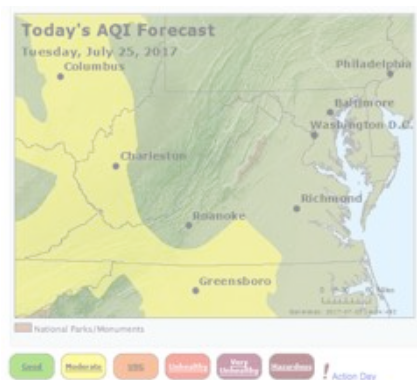 Today's AQI Forecast
Tuesday, July 25, 2017
Columbus
Philadelphia
Baltimore
Washington D.C.
Charleston
Richmond
Roanoke
Greensboro
National Parks/Monuments
Good
Moderate
USG
Unhealthy
Very
Unhealthy
Hazardous
Action Day